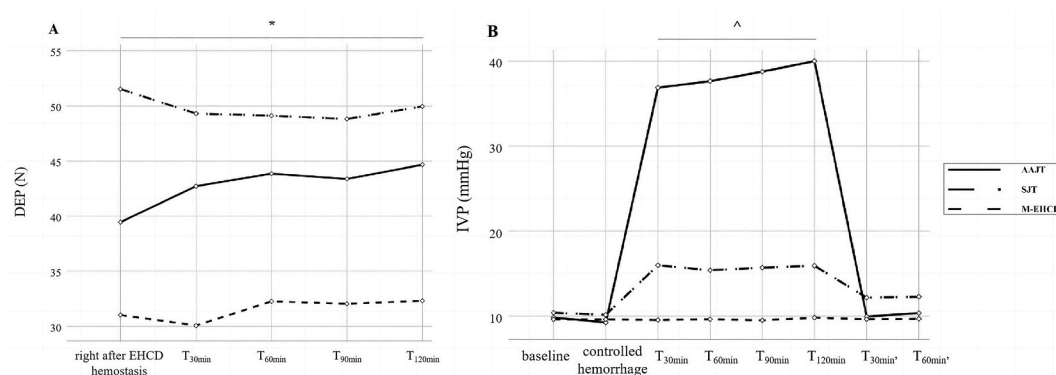 A
*
55
50
45
40
35
30
DEP (N)
right after EHCD
hemostasis
T30min
T60min
T90min
T120min
B
^
40
30
20
10
IVP (mmHg)
baseline
controlled
hemorrhage
T30min
T60min
T90min
T120min
T30min,
T60min,
AAJT
SJT